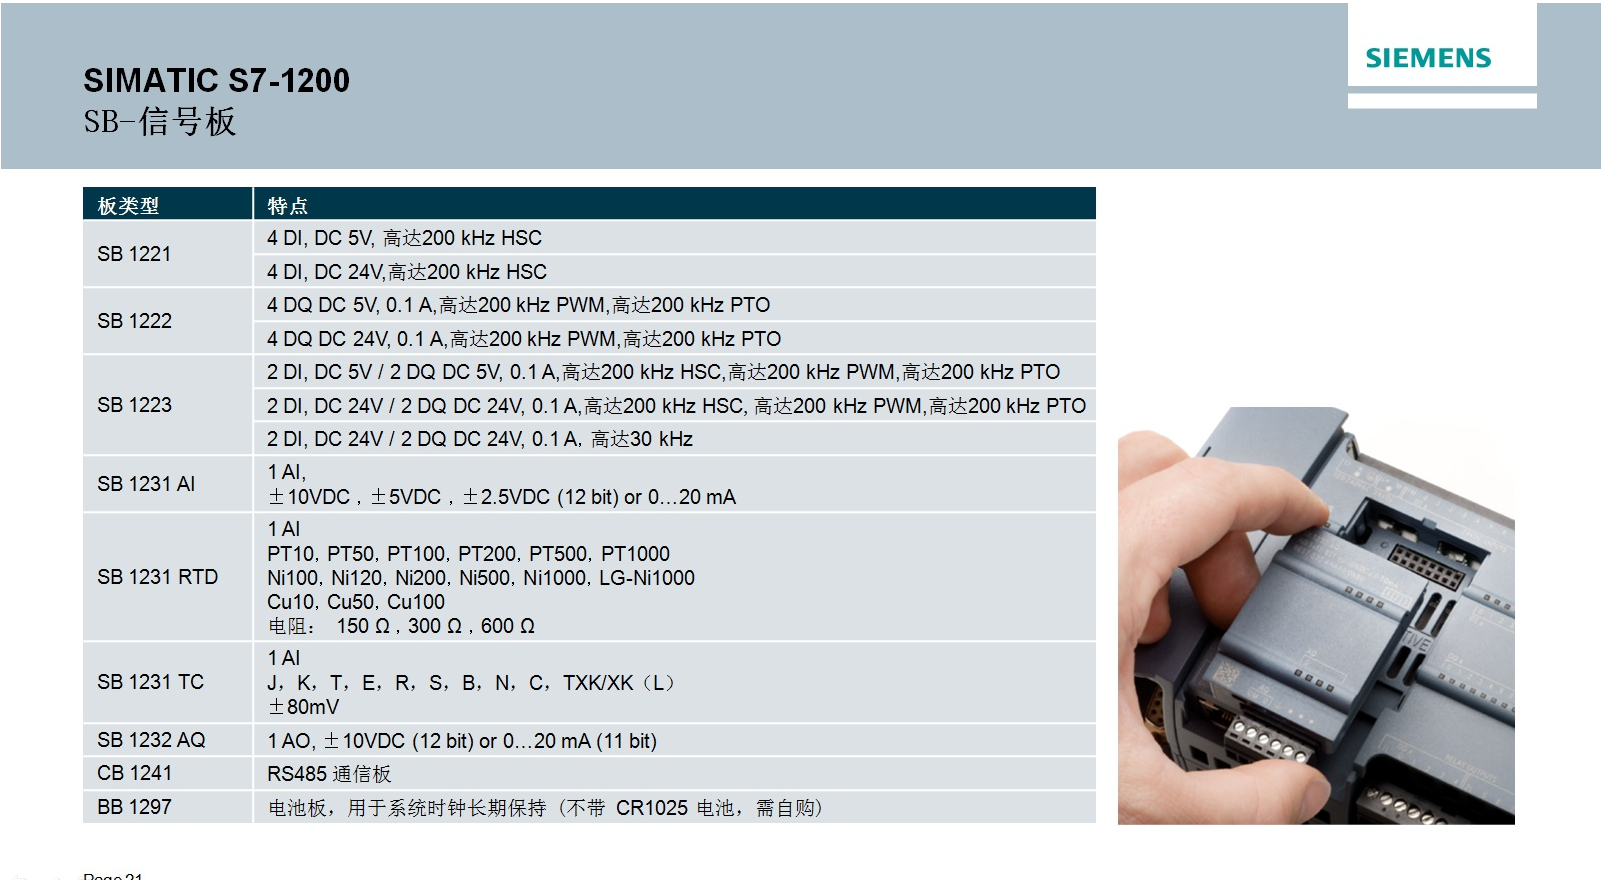 SIEMENS
SIMATIC S7-1200
SB-信号板
板类型 特点
SB 1221
4 DI, DC 5V, 高达200 kHz HSC
4 DI, DC 24V,高达200 kHz HSC
SB 1222
4 DQ DC 5V, 0.1 A,高达200 kHz PWM,高达200 kHz PTO
4 DQ DC 24V, 0.1 A,高达200 kHz PWM,高达200 kHz PTO
SB 1223
2 DI, DC 5V / 2 DQ DC 5V, 0.1 A,高达200 kHz HSC,高达200 kHz PWM,高达200 kHz PTO
2 DI, DC 24V / 2 DQ DC 24V, 0.1 A,高达200 kHz HSC, 高达200 kHz PWM,高达200 kHz PTO
2 DI, DC 24V / 2 DQ DC 24V, 0.1 A，高达30 kHz
SB 1231 AI
1 AI,
±10VDC , ±5VDC , ±2.5VDC (12 bit) or 0…20 mA
SB 1231 RTD
1 AI
PT10，PT50，PT100，PT200，PT500，PT1000
Ni100，Ni120，Ni200，Ni500，Ni1000，LG-Ni1000
Cu10，Cu50，Cu100
电阻： 150 Ω , 300 Ω , 600 Ω
SB 1231 TC
1 AI
J，K，T，E，R，S，B，N，C，TXK/XK（L）
±80mV
SB 1232 AQ
1 AO, ±10VDC (12 bit) or 0…20 mA (11 bit)
CB 1241
RS485 通信板
BB 1297
电池板，用于系统时钟长期保持 (不带 CR1025 电池，需自购)
RELAY OUTPUTS
Page 21